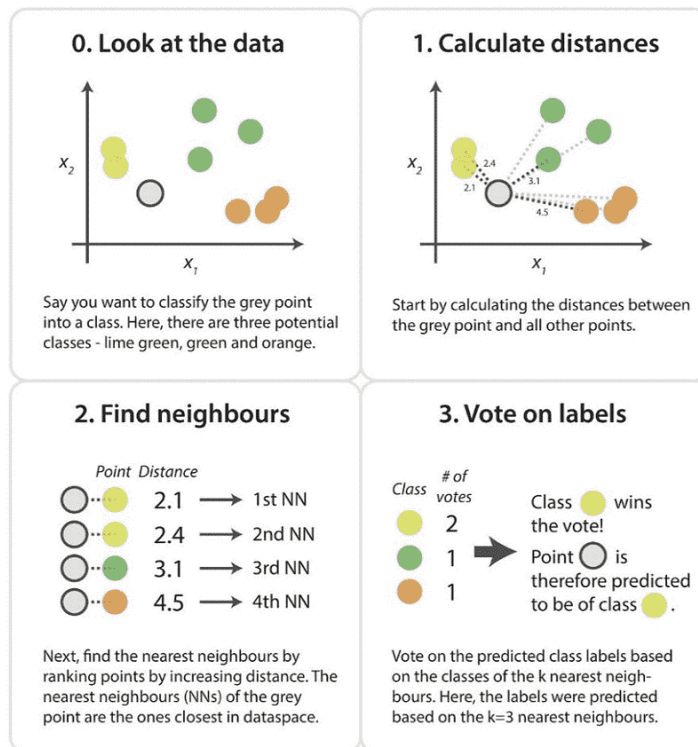 0. Look at the data
x2
x1
Say you want to classify the grey point
into a class. Here, there are three potential
classes - lime green, green and orange.
1. Calculate distances
x2
2.4
2.1
3.1
4.5
x1
Start by calculating the distances between
the grey point and all other points.
2. Find neighbours
Point Distance
2.1 1st NN
2.4 2nd NN
3.1 3rd NN
4.5 4th NN
Next, find the nearest neighbours by
ranking points by increasing distance. The
nearest neighbours (NNs) of the grey
point are the ones closest in dataspace.
3. Vote on labels
Class # of
votes
2
1
1
Class wins
the vote!
Point is
therefore predicted
to be of class .
Vote on the predicted class labels based
on the classes of the k nearest neigh-
bours. Here, the labels were predicted
based on the k=3 nearest neighbours.